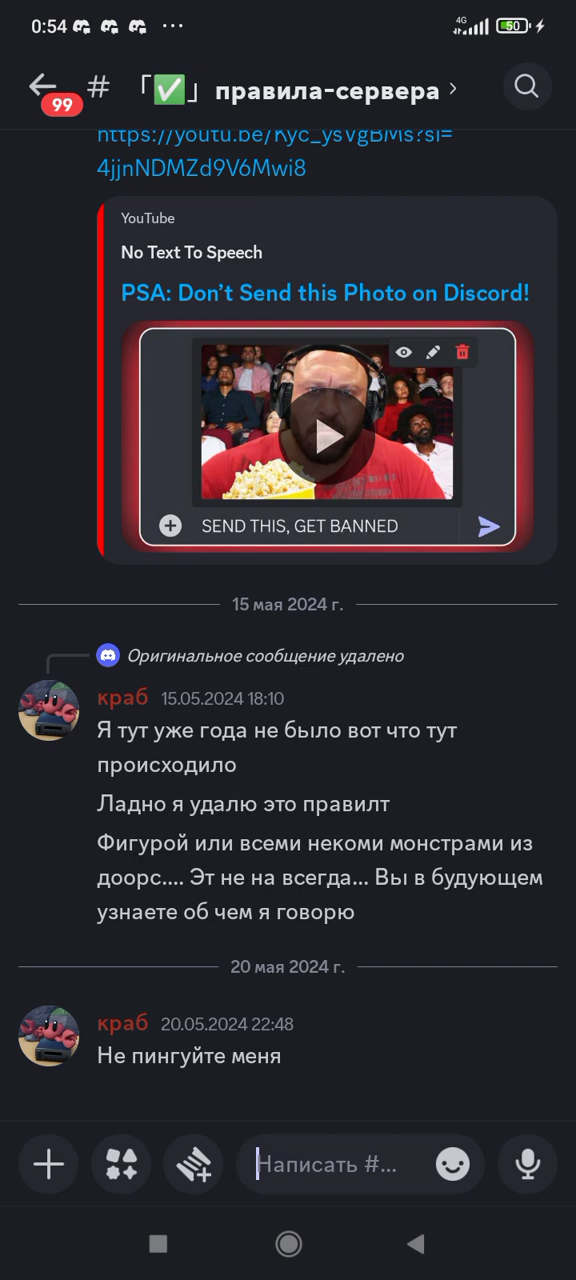 0:54
4G
50
99
# 「✅」 правила-сервера ›
https://youtu.be/Kyc_ysVgBMs?si=
4jjnNDMZd9V6Mwi8
YouTube
No Text To Speech
PSA: Don’t Send this Photo on Discord!
SEND THIS, GET BANNED
15 мая 2024 г.
Оригинальное сообщение удалено
краб 15.05.2024 18:10
Я тут уже года не было вот что тут
происходило
Ладно я удалю это правилт
Фигурой или всеми некоми монстрами из
доорс.... Эт не на всегда... Вы в будующем
узнаете об чем я говорю
20 мая 2024 г.
краб 20.05.2024 22:48
Не пингуйте меня
Написать #...